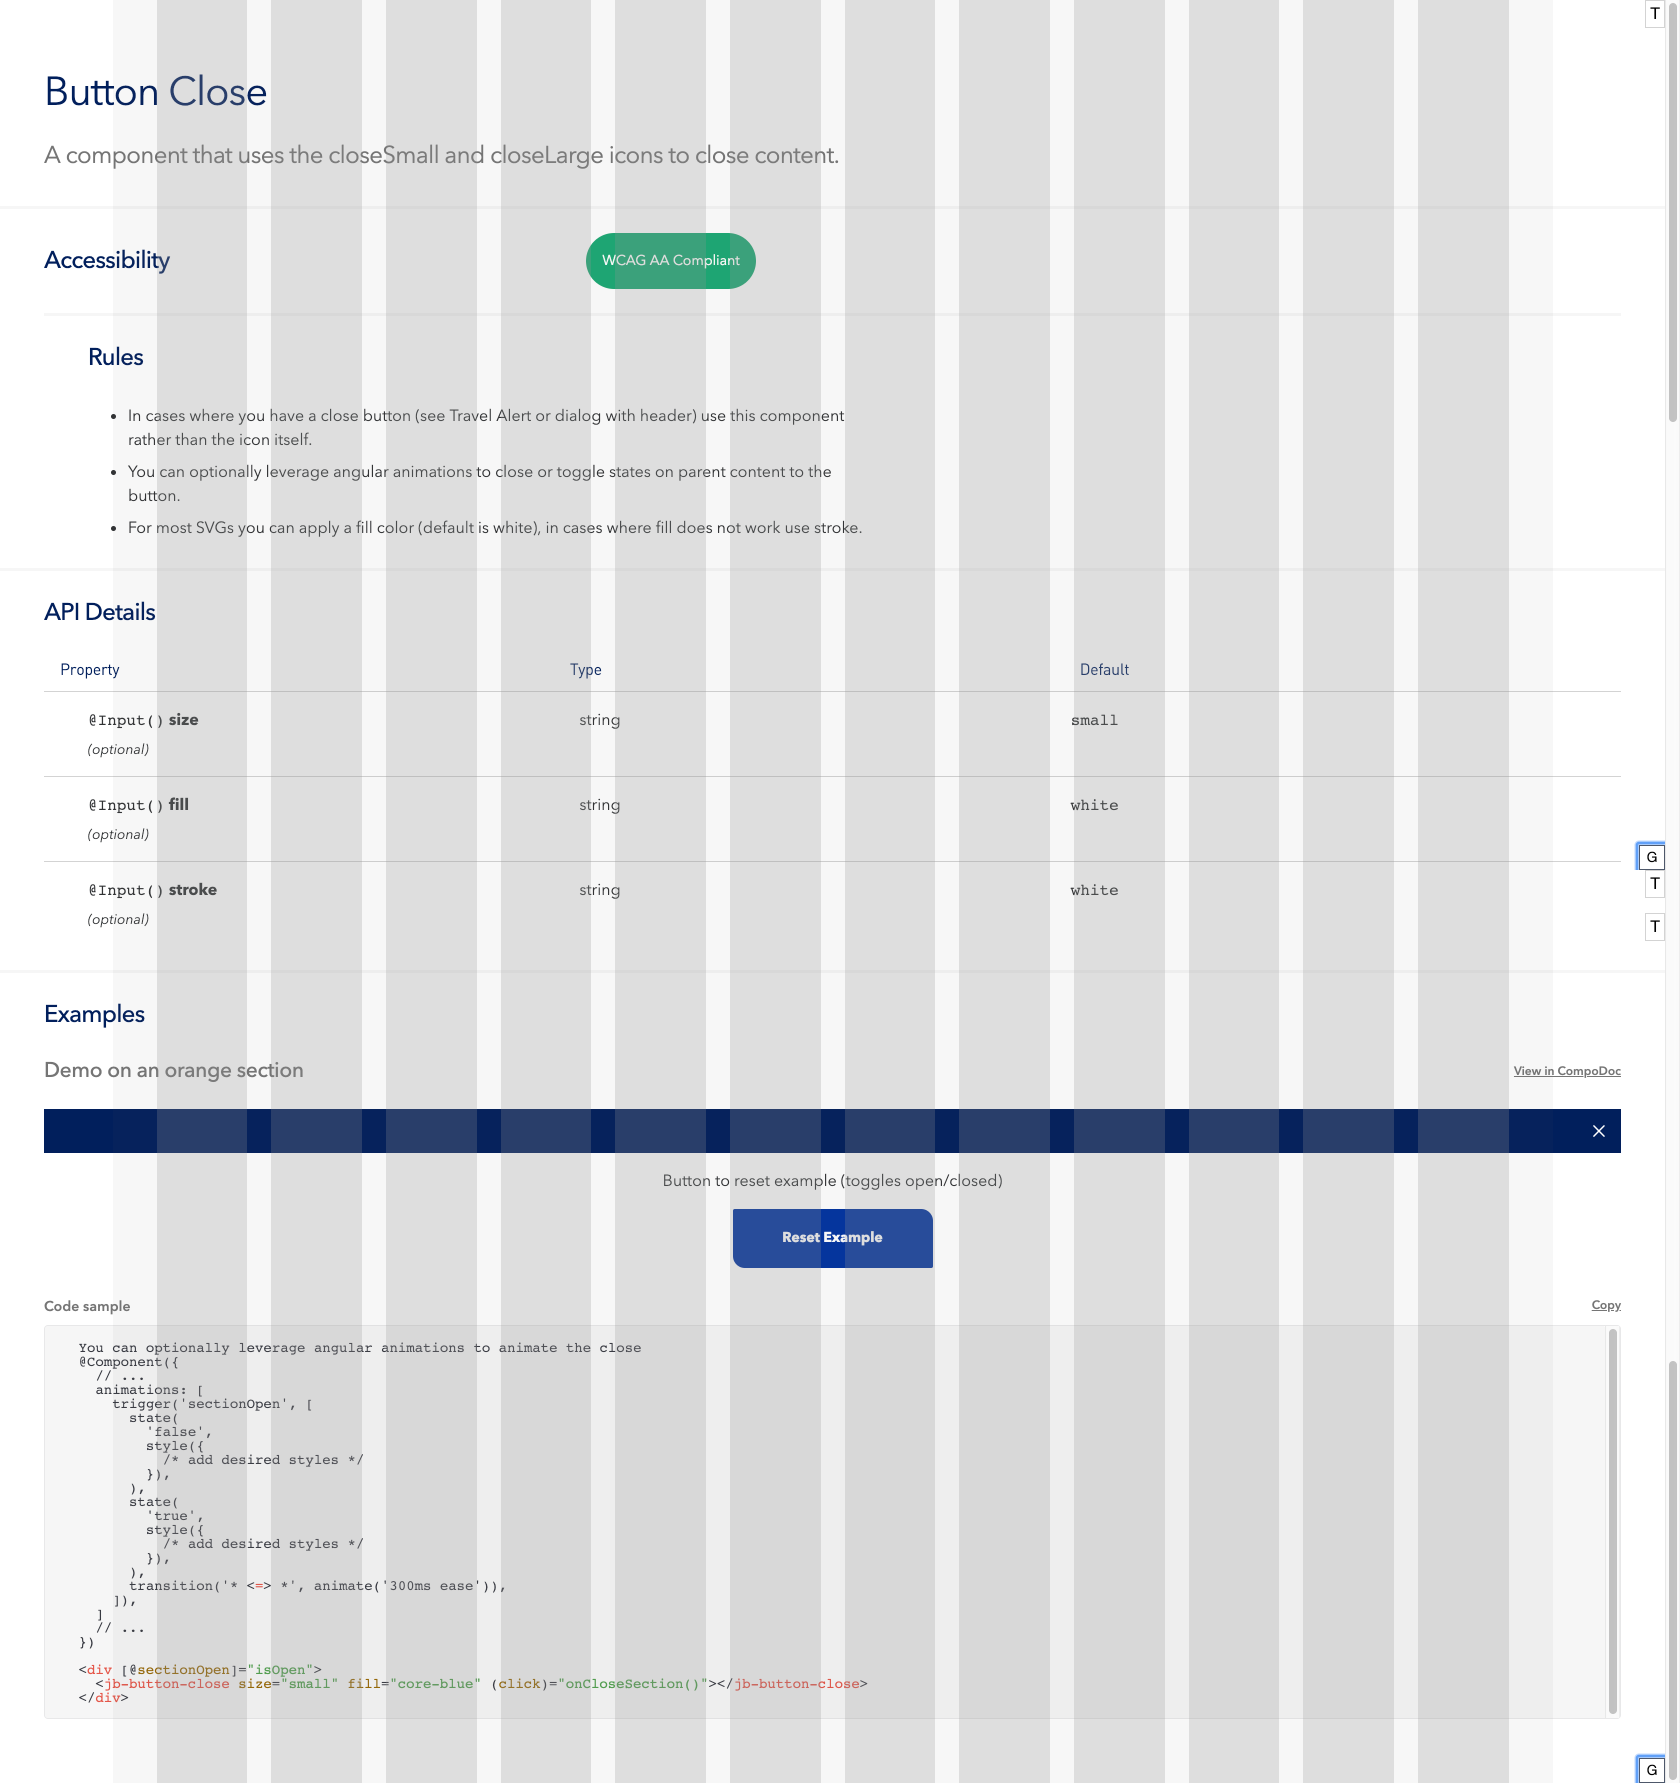 T
Button Close
A component that uses the closeSmall and closeLarge icons to close content.
Accessibility
WCAG AA Compliant
Rules
• In cases where you have a close button (see Travel Alert or dialog with header) use this component
rather than the icon itself.
• You can optionally leverage angular animations to close or toggle states on parent content to the
button.
• For most SVGs you can apply a fill color (default is white), in cases where fill does not work use stroke.
API Details
Property Type Default
@Input() size string small
(optional)
@Input() fill string white
(optional)
G
@Input() stroke string white
T
(optional)
T
Examples
Demo on an orange section
View in CompoDoc
Button to reset example (toggles open/closed)
Reset Example
Code sample
Copy
You can optionally leverage angular animations to animate the close
@Component({
  // ...
  animations: [
    trigger('sectionOpen', [
      state(
        'false',
        style({
          /* add desired styles */
        }),
      ),
      state(
        'true',
        style({
          /* add desired styles */
        }),
      ),
      transition('* <=> *', animate('300ms ease')),
    ]),
  ]
  // ...
})
<div [@sectionOpen]="isOpen">
  <jb-button-close size="small" fill="core-blue" (click)="onCloseSection()"></jb-button-close>
</div>
G